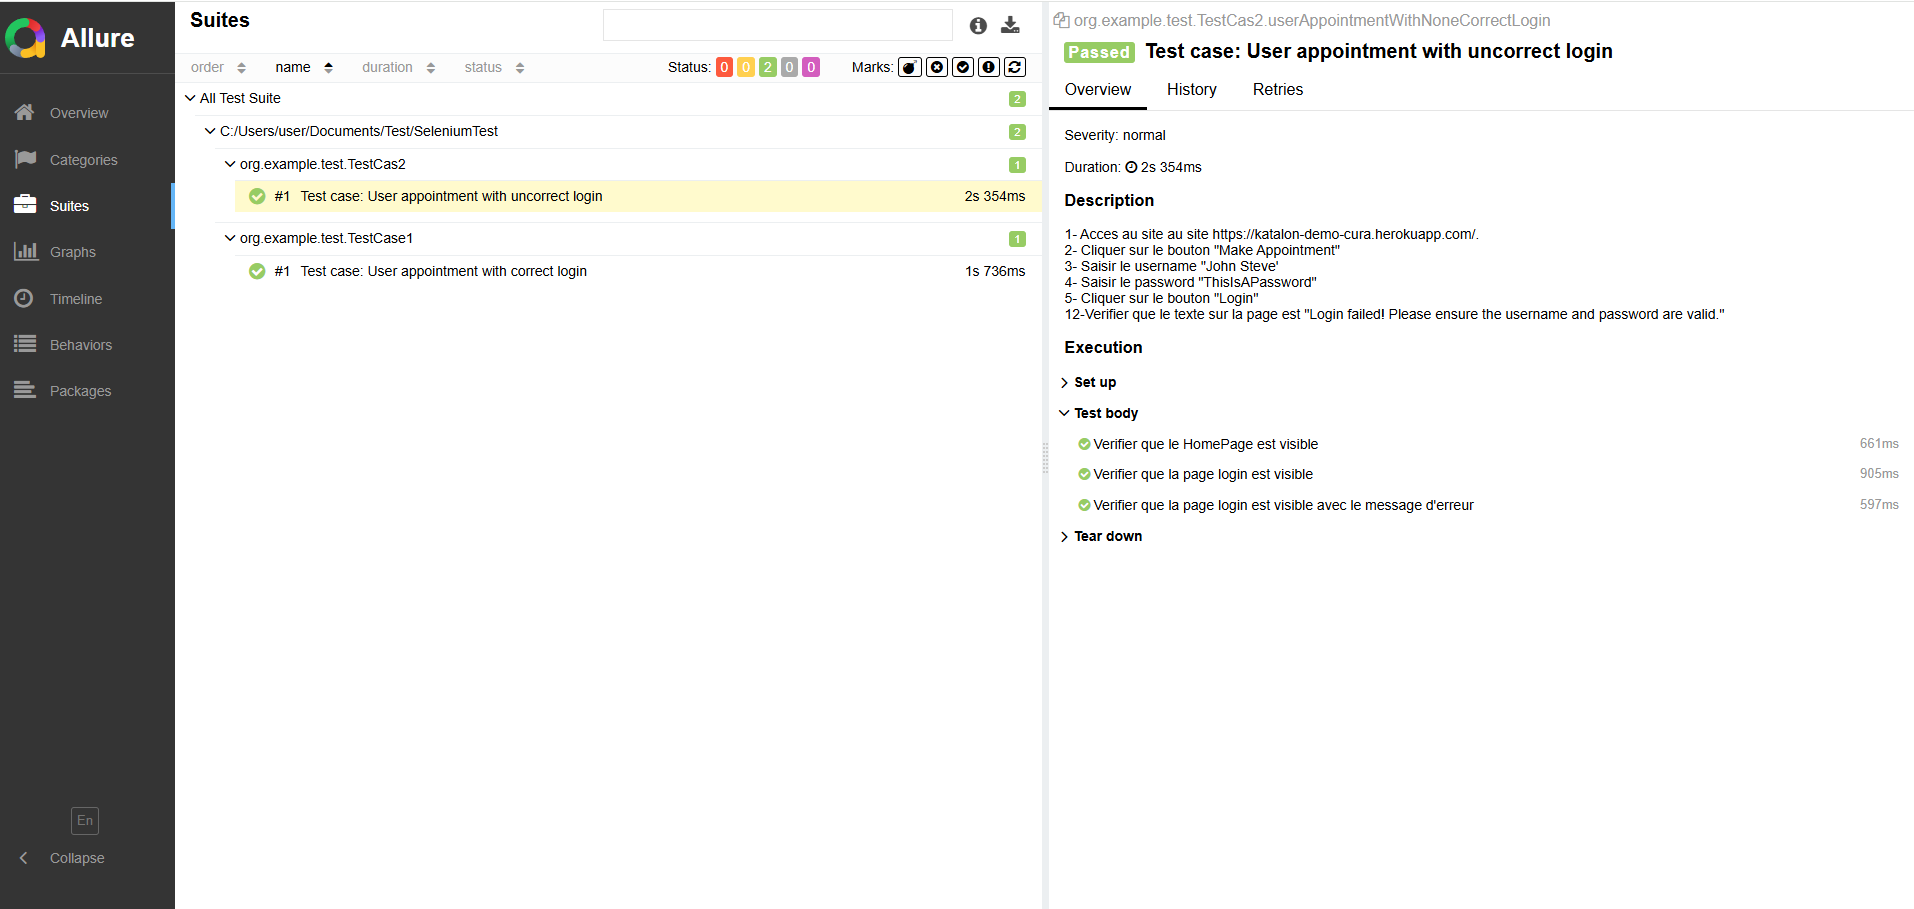 Allure
Overview
Categories
Suites
Graphs
Timeline
Behaviors
Packages
En
Collapse
Suites
order name duration status Status: 0 0 2 0 0 Marks:
All Test Suite 2
C:/Users/user/Documents/Test/SeleniumTest 2
org.example.test.TestCas2 1
#1 Test case: User appointment with uncorrect login 2s 354ms
org.example.test.TestCase1 1
#1 Test case: User appointment with correct login 1s 736ms
org.example.test.TestCas2.userAppointmentWithNoneCorrectLogin
Passed Test case: User appointment with uncorrect login
Overview History Retries
Severity: normal
Duration: 2s 354ms
Description
1- Acces au site au site https://katalon-demo-cura.herokuapp.com/.
2- Cliquer sur le bouton "Make Appointment"
3- Saisir le username "John Steve'
4- Saisir le password "ThisIsAPassword"
5- Cliquer sur le bouton "Login"
12-Verifier que le texte sur la page est "Login failed! Please ensure the username and password are valid."
Execution
Set up
Test body
Verifier que le HomePage est visible 661ms
Verifier que la page login est visible 905ms
Verifier que la page login est visible avec le message d'erreur 597ms
Tear down